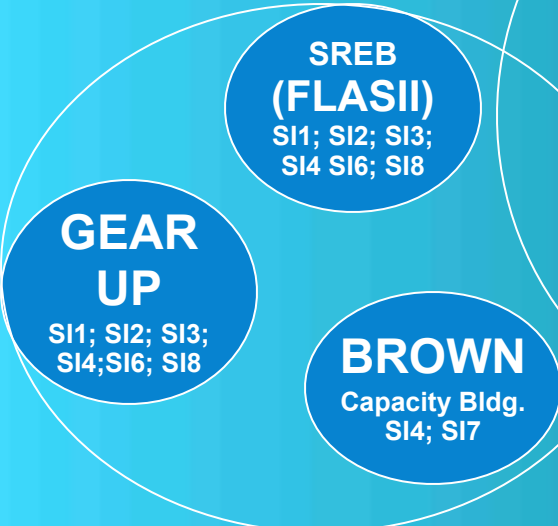 SREB
(FLASII)
SI1; SI2; SI3;
SI4 SI6; SI8
GEAR
UP
SI1; SI2; SI3;
SI4;SI6; SI8
BROWN
Capacity Bldg.
SI4; SI7